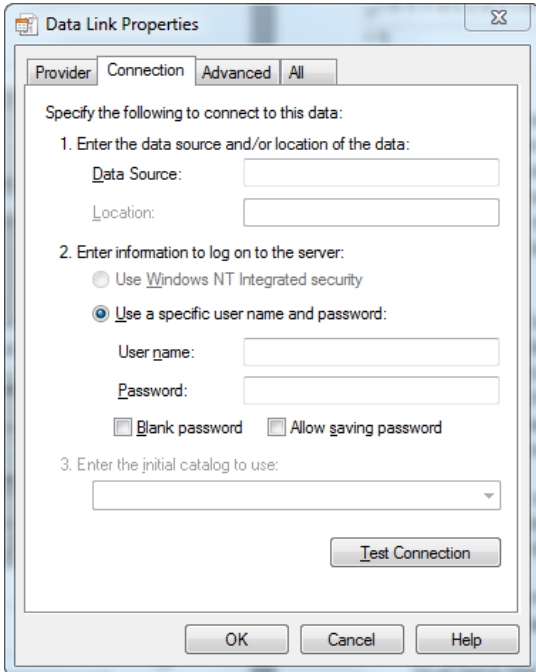 Data Link Properties
Provider Connection Advanced All
Specify the following to connect to this data:
1. Enter the data source and/or location of the data:
Data Source:
Location:
2. Enter information to log on to the server:
Use Windows NT Integrated security
Use a specific user name and password:
User name:
Password:
Blank password Allow saving password
3. Enter the initial catalog to use:
Test Connection
OK Cancel Help